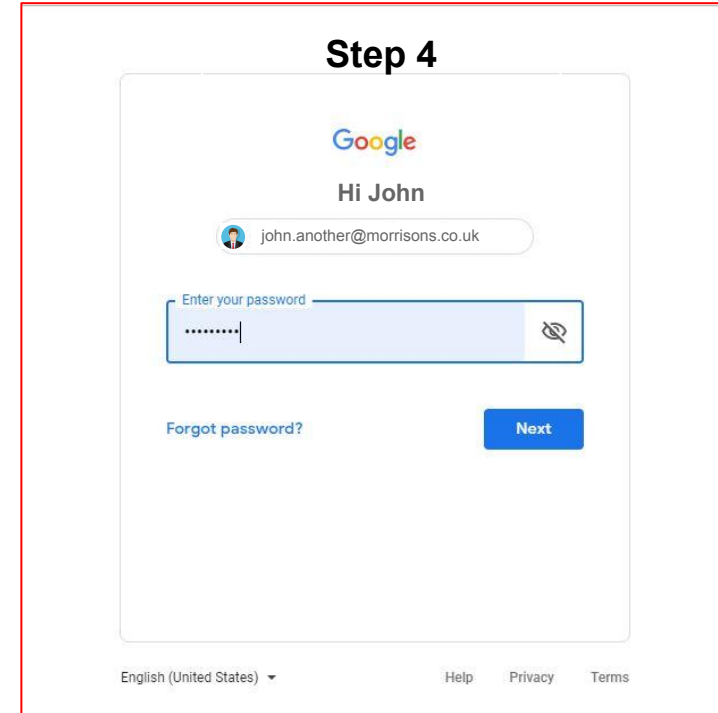 Step 4
Google
Hi John
john.another@morrisons.co.uk
Enter your password
•••••••••
Forgot password? Next
English (United States) Help Privacy Terms